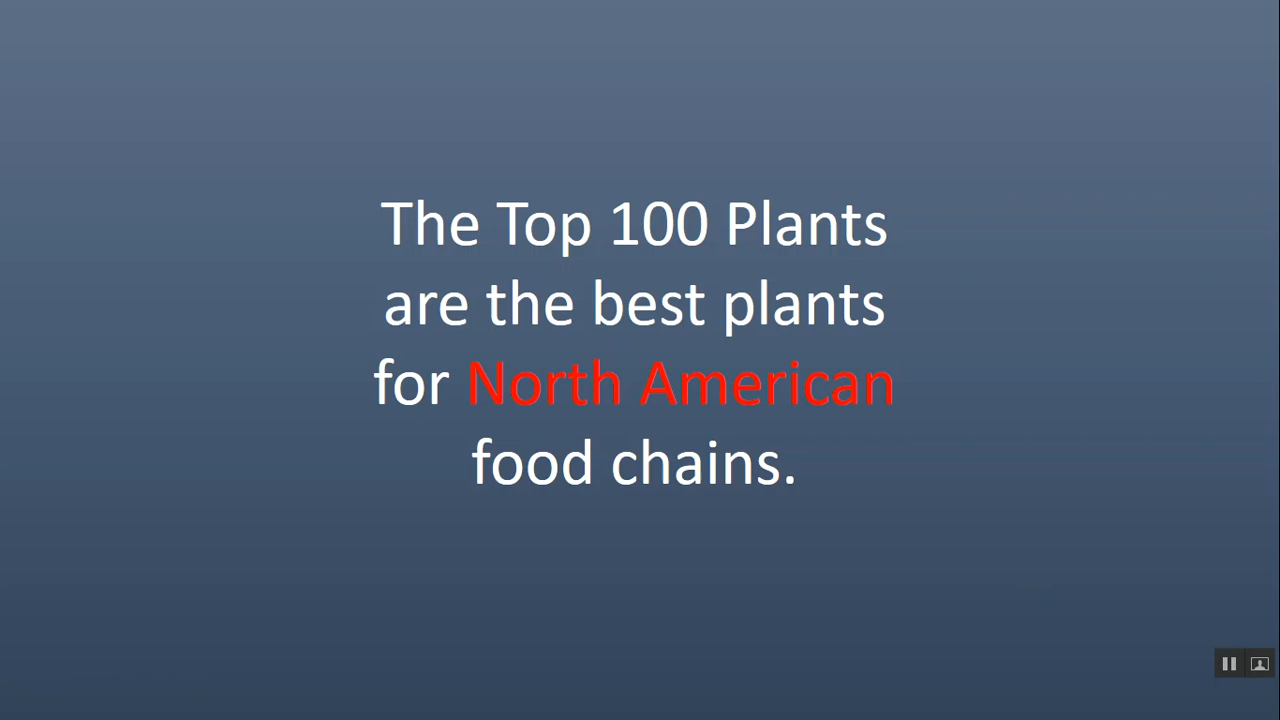 The Top 100 Plants
are the best plants
for North American
food chains.